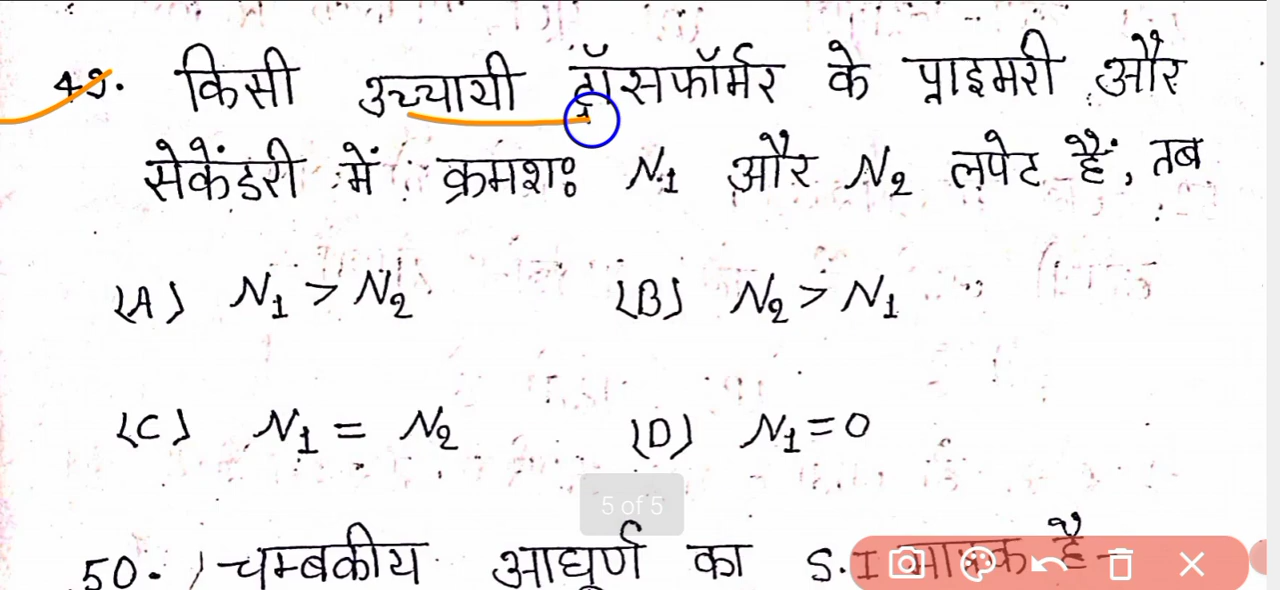 49. किसी उच्चायी ट्रॉसफॉर्मर के प्राइमरी और
सेकेंडरी में क्रमशः N1 और N2 लपेट हैं, तब
(A) N1 > N2 (B) N2 > N1
(C) N1 = N2 (D) N1 = 0
5 of 5
50. चम्बकीय आघूर्ण का S.I मात्रक है -